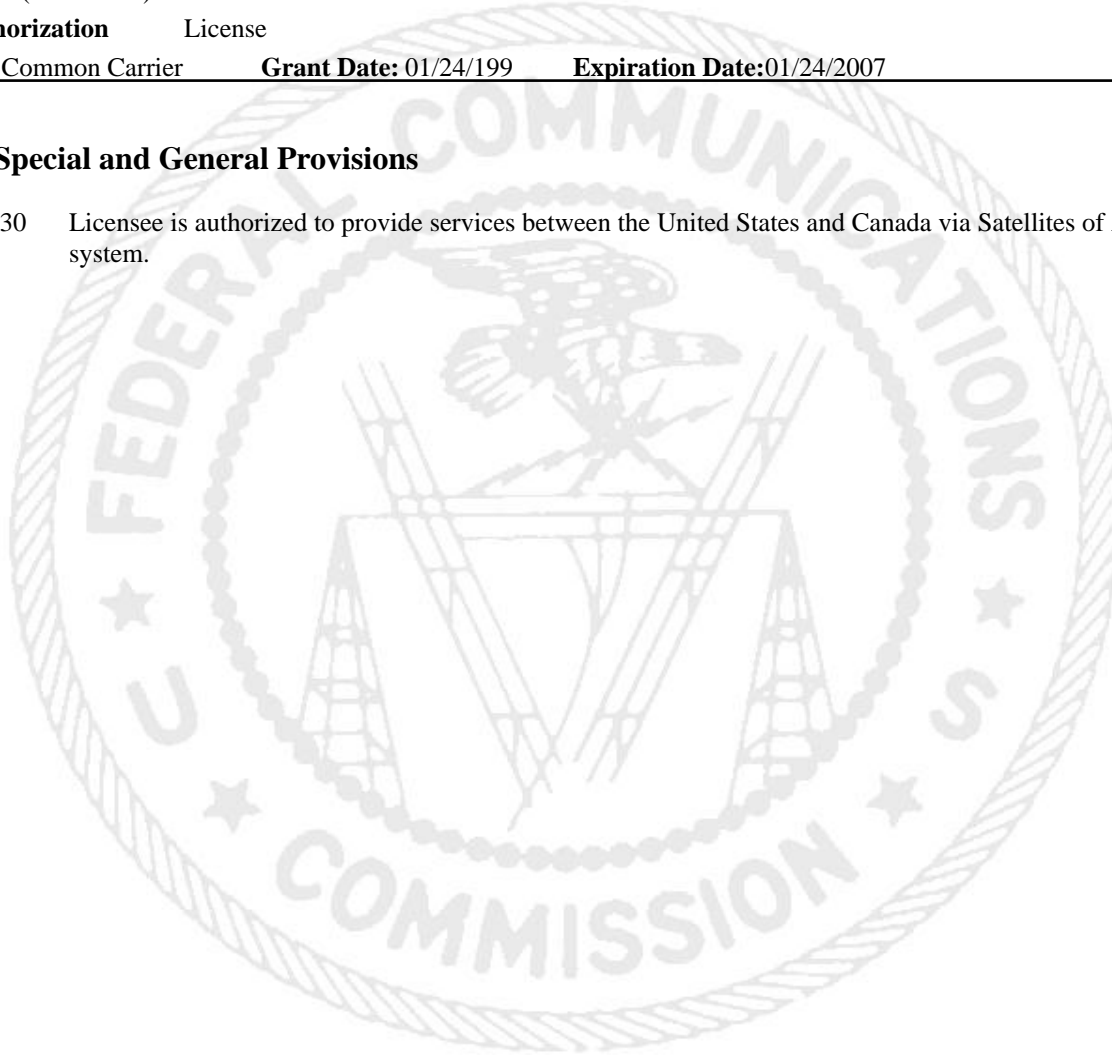 horization License
Common Carrier Grant Date: 01/24/199 Expiration Date:01/24/2007
Special and General Provisions
30 Licensee is authorized to provide services between the United States and Canada via Satellites of
system.
FEDERAL COMMUNICATIONS
U S
COMMISSION